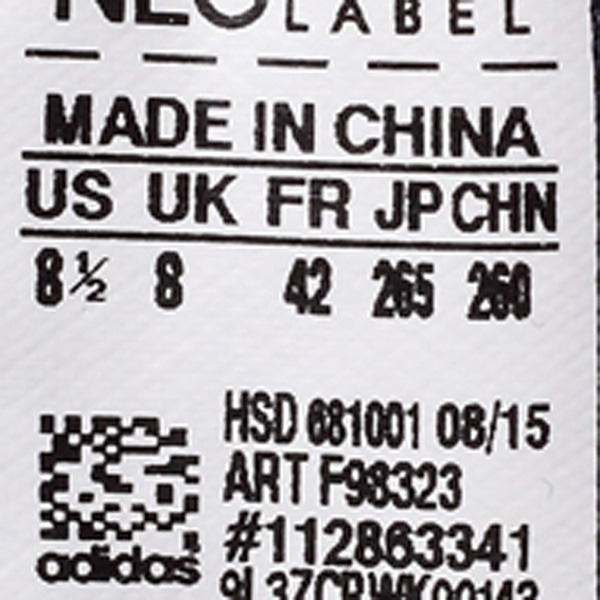 NEO LABEL
MADE IN CHINA
US UK FR JP CHN
8½ 8 42 265 260
HSD 681001 08/15
ART F98323
#112863341
adidas